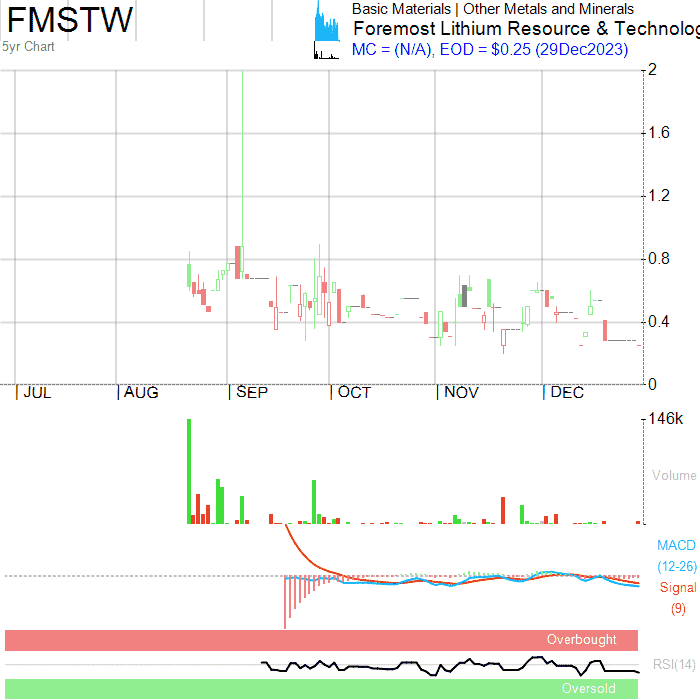 FMSTW
5yr Chart
Basic Materials | Other Metals and Minerals
Foremost Lithium Resource & Technolog
MC = (N/A), EOD = $0.25 (29Dec2023)
2
1.6
1.2
0.8
0.4
0
| JUL | AUG | SEP | OCT | NOV | DEC
146k
Volume
MACD
(12-26)
Signal
(9)
Overbought
RSI(14)
Oversold